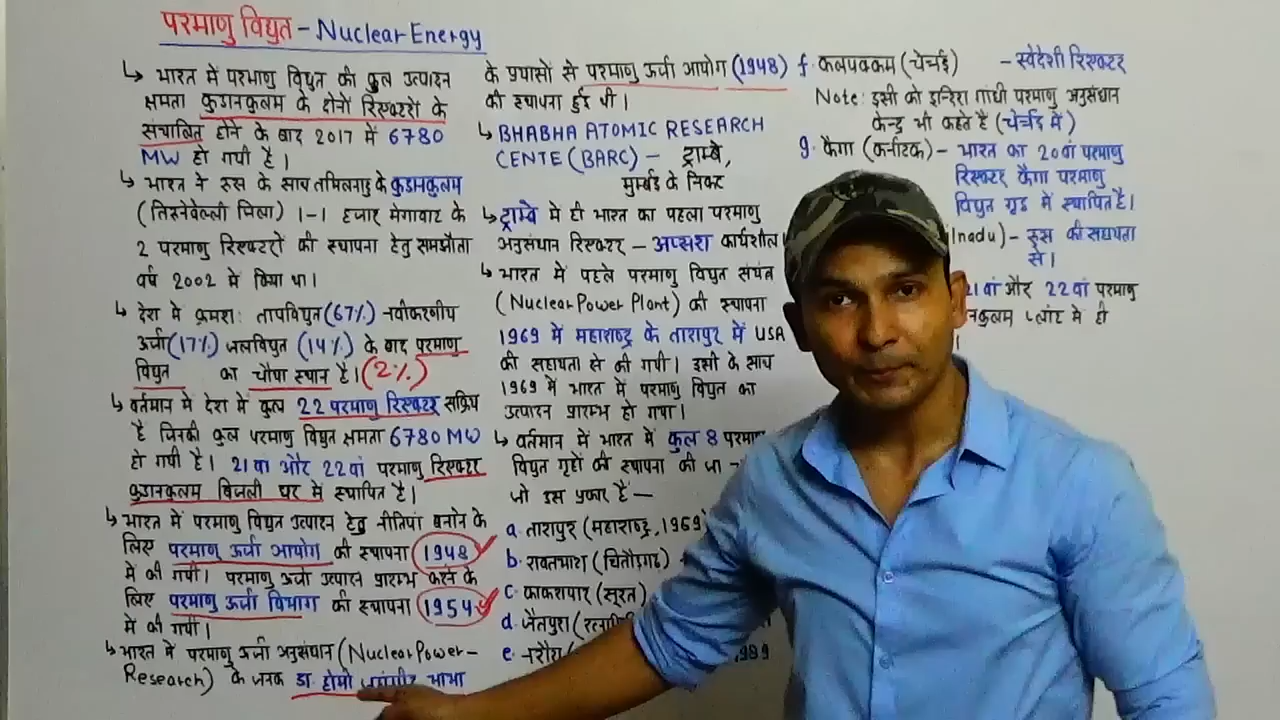 परमाणु विद्युत - Nuclear Energy
↳ भारत में परमाणु विद्युत की कुल उत्पादन
क्षमता कुडानकुलम के दोनों रिएक्टरों के
संचालित होने के बाद 2017 में 6780
MW हो गयी है।
↳ भारत ने रूस के साथ तमिलनाडु के कुडानकुलम
(तिरुनेवेल्ली जिला) 1-1 हजार मेगावाट के
2 परमाणु रिएक्टरों की स्थापना हेतु समझौता
वर्ष 2002 में किया था।
↳ देश में क्रमश: तापविद्युत (67%) नवीकरणीय
ऊर्जा (17%) जलविद्युत (14%) के बाद परमाणु
विद्युत का चौथा स्थान है। (2%)
↳ वर्तमान में देश में कुल 22 परमाणु रिएक्टर सक्रिय
है जिनकी कुल परमाणु विद्युत क्षमता 6780 MW
हो गयी है। 21वां और 22वां परमाणु रिएक्टर
कुडानकुलम बिजली घर में स्थापित है।
↳ भारत में परमाणु विद्युत उत्पादन हेतु नीतियां बनाने के
लिए परमाणु ऊर्जा आयोग की स्थापना 1948
में की गयी। परमाणु ऊर्जा उत्पादन प्रारम्भ करने के
लिए परमाणु ऊर्जा विभाग की स्थापना 1954
में की गयी।
↳ भारत में परमाणु ऊर्जा अनुसंधान (Nuclear Power-
Research) के जनक डा होमी जहांगीर भाभा
के प्रयासों से परमाणु ऊर्जा आयोग (1948)
की स्थापना हुई थी।
↳ BHABHA ATOMIC RESEARCH
CENTE (BARC) - ट्राम्बे,
मुम्बई के निकट
↳ ट्राम्बे में ही भारत का पहला परमाणु
अनुसंधान रिएक्टर - अप्सरा कार्यशील।
↳ भारत में पहले परमाणु विद्युत संयंत्र
(Nuclear Power Plant) की स्थापना
1969 में महाराष्ट्र के तारापुर में USA
की सहायता से की गयी। इसी के साथ
1969 में भारत में परमाणु विद्युत का
उत्पादन प्रारम्भ हो गया।
↳ वर्तमान में भारत में कुल 8 परमाणु
विद्युत गृहों की स्थापना की जा
जो इस प्रकार है —
a. तारापुर (महाराष्ट्र, 1969)
b. रावतभाटा (चितौड़गढ़)
c. काकरापार (सूरत)
d. जैतपुरा
e. नरौरा
f. कलपक्कम (चेन्नई) - स्वदेशी रिएक्टर
Note: इसी को इन्दिरा गांधी परमाणु अनुसंधान
केन्द्र भी कहते है (चेन्नई में)
g. कैगा (कर्नाटक) - भारत का 20वां परमाणु
रिएक्टर कैगा परमाणु
विद्युत गृह में स्थापित है।
lnadu) - रूस की सहायता
से।
21वां और 22वां परमाणु
नकुलम प्लांट में ही